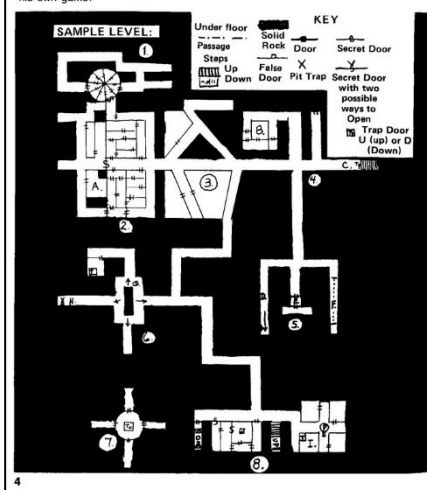 his own game.
SAMPLE LEVEL:
KEY
Under floor
Passage
Steps
Up
Down
Solid
Rock
False
Door
Door
Pit Trap
Secret Door
Secret Door
with two
possible
ways to
Open
Trap Door
U (up) or D
(Down)
1
A.
S
2.
3.
B.
C. T
4.
6.
H.
5.
F
7
S
S
8.
I.
4